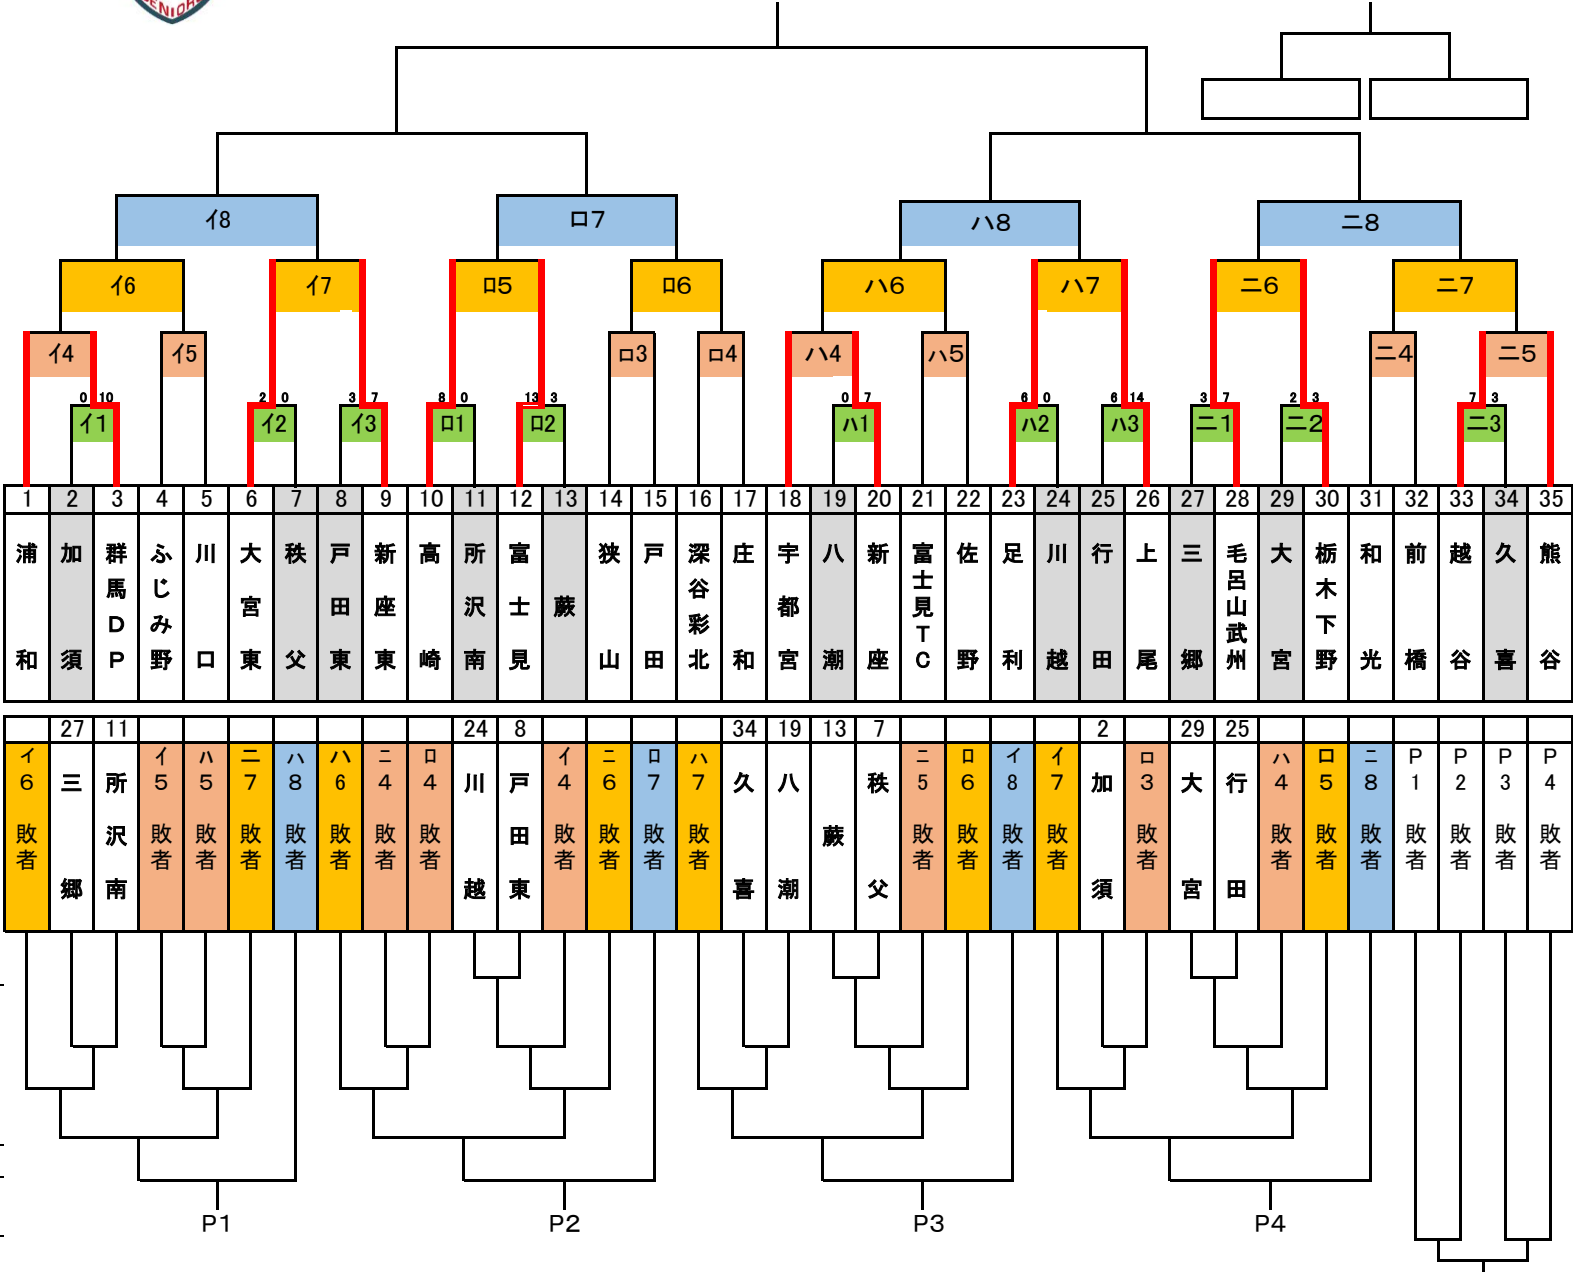 ENIOR
イ8 ロ7 ハ8 ニ8
イ6 イ7 ロ5 ロ6 ハ6 ハ7 ニ6 ニ7
イ4 イ5 ロ3 ロ4 ハ4 ハ5 ニ4 ニ5
0 10 2 0 3 7 8 0 13 3 0 7 6 0 6 14 3 7 2 3 7 3
イ1 イ2 イ3 ロ1 ロ2 ハ1 ハ2 ハ3 ニ1 ニ2 ニ3
1 2 3 4 5 6 7 8 9 10 11 12 13 14 15 16 17 18 19 20 21 22 23 24 25 26 27 28 29 30 31 32 33 34 35
浦和
加須
群馬DP
ふじみ野
川口
大宮東
秩父
戸田東
新座東
高崎
所沢南
富士見
蕨
狭山
戸田
深谷彩北
庄和
宇都宮
八潮
新座
富士見TC
佐野
足利
川越
行田
上尾
三郷
毛呂山武州
大宮
栃木下野
和光
前橋
越谷
久喜
熊谷
27 11 24 8 34 19 13 7 2 29 25
イ6敗者
三郷
所沢南
イ5敗者
ハ5敗者
ニ7敗者
ハ8敗者
ハ6敗者
ニ4敗者
ロ4敗者
川越
戸田東
イ4敗者
ニ6敗者
ロ7敗者
ハ7敗者
久喜
八潮
蕨
秩父
ニ5敗者
ロ6敗者
イ8敗者
イ7敗者
加須
ロ3敗者
大宮
行田
ハ4敗者
ロ5敗者
ニ8敗者
P1敗者
P2敗者
P3敗者
P4敗者
P1 P2 P3 P4